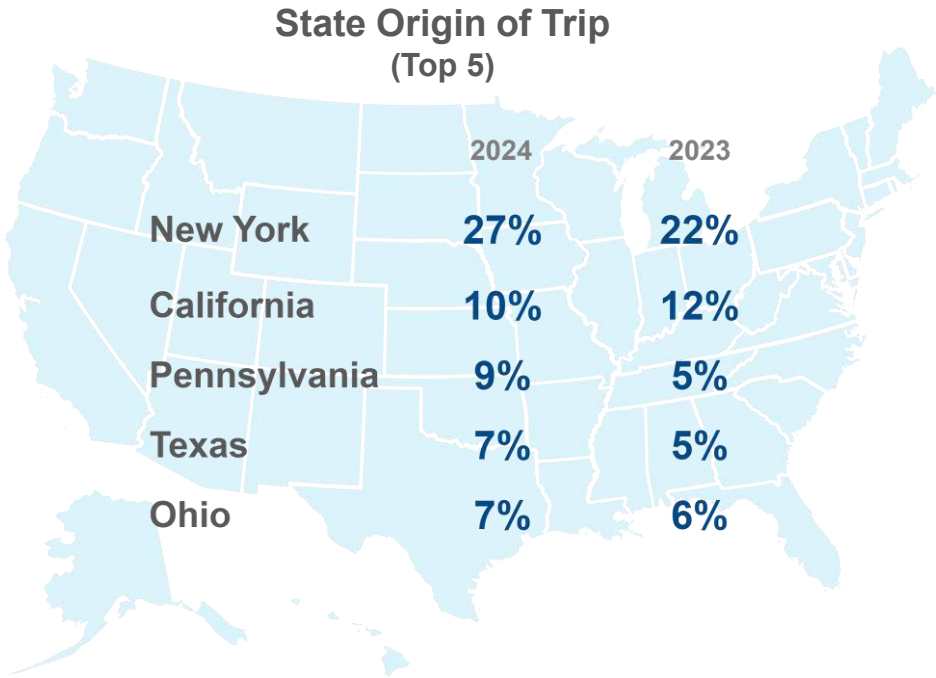 State Origin of Trip
(Top 5)
2024 2023
New York 27% 22%
California 10% 12%
Pennsylvania 9% 5%
Texas 7% 5%
Ohio 7% 6%